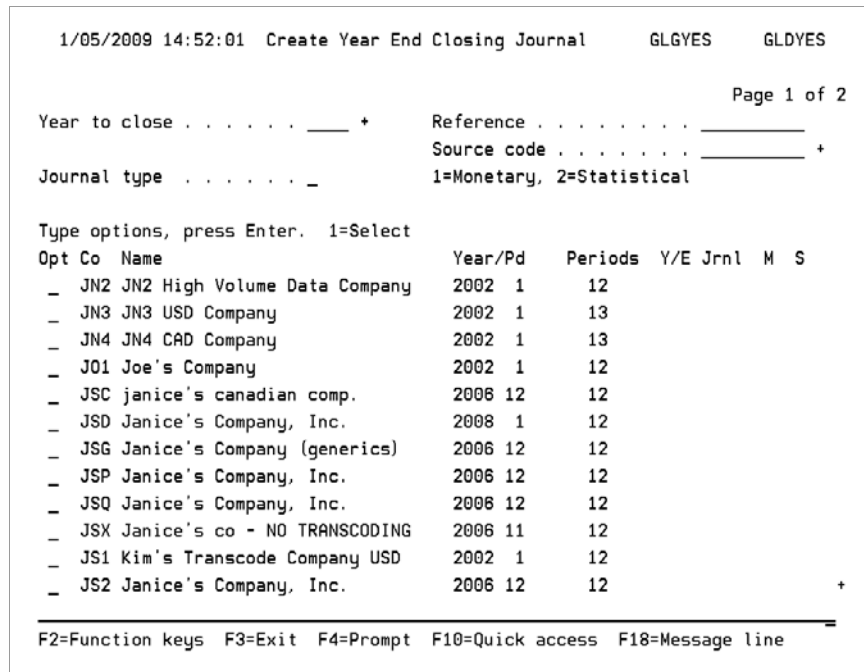 1/05/2009 14:52:01 Create Year End Closing Journal GLGYES GLDYES
Page 1 of 2
Year to close . . . . . . ____ + Reference . . . . . . . . __________
Source code . . . . . . . __________ +
Journal type . . . . . . _ 1=Monetary, 2=Statistical
Type options, press Enter. 1=Select
Opt Co Name Year/Pd Periods Y/E Jrnl M S
_ JN2 JN2 High Volume Data Company 2002 1 12
_ JN3 JN3 USD Company 2002 1 13
_ JN4 JN4 CAD Company 2002 1 13
_ JO1 Joe's Company 2002 1 12
_ JSC janice's canadian comp. 2006 12 12
_ JSD Janice's Company, Inc. 2008 1 12
_ JSG Janice's Company (generics) 2006 12 12
_ JSP Janice's Company, Inc. 2006 12 12
_ JSQ Janice's Company, Inc. 2006 12 12
_ JSX Janice's co - NO TRANSCODING 2006 11 12
_ JS1 Kim's Transcode Company USD 2002 1 12
_ JS2 Janice's Company, Inc. 2006 12 12 +
F2=Function keys F3=Exit F4=Prompt F10=Quick access F18=Message line